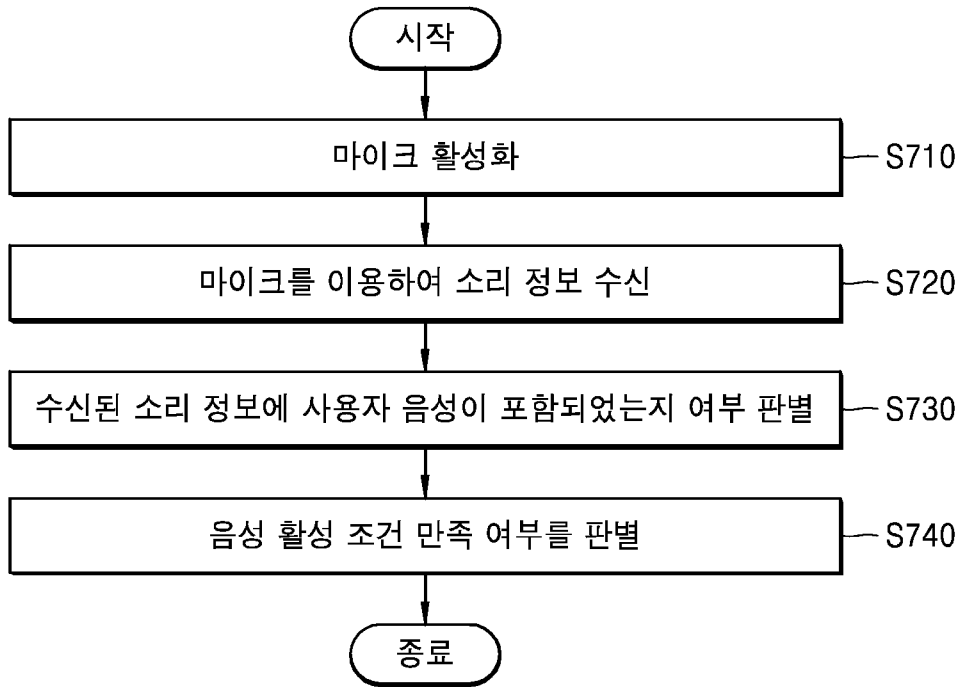 시작
마이크 활성화
S710
마이크를 이용하여 소리 정보 수신
S720
수신된 소리 정보에 사용자 음성이 포함되었는지 여부 판별
S730
음성 활성 조건 만족 여부를 판별
S740
종료